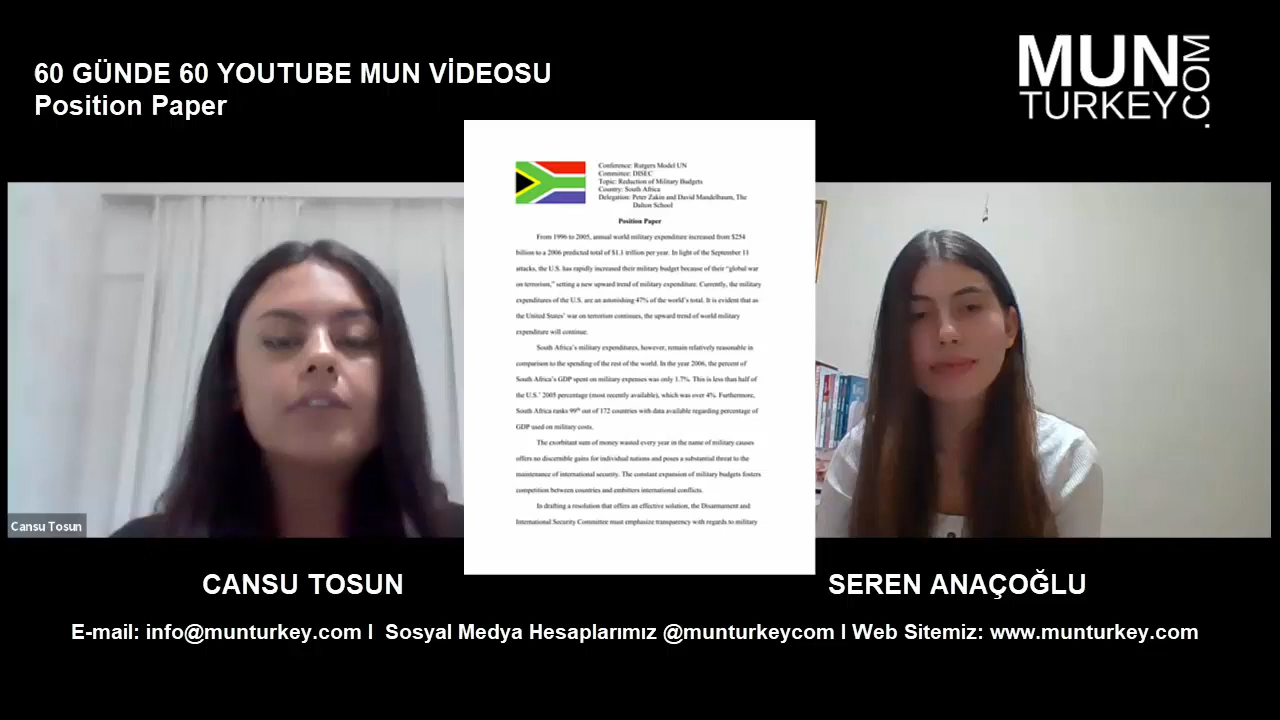 60 GÜNDE 60 YOUTUBE MUN VİDEOSU
Position Paper
MUN
TURKEY
.COM
Conference: Rutgers Model UN
Committee: DISEC
Topic: Reduction of Military Budgets
Country: South Africa
Delegation: Peter Zakin and David Mandelbaum, The
Dalton School
Position Paper
From 1996 to 2005, annual world military expenditure increased from $254
billion to a 2006 predicted total of $1.1 trillion per year. In light of the September 11
attacks, the U.S. has rapidly increased their military budget because of their "global war
on terrorism," setting a new upward trend of military expenditure. Currently, the military
expenditures of the U.S. are an astonishing 47% of the world's total. It is evident that as
the United States' war on terrorism continues, the upward trend of world military
expenditure will continue.
South Africa's military expenditures, however, remain relatively reasonable in
comparison to the spending of the rest of the world. In the year 2006, the percent of
South Africa's GDP spent on military expenses was only 1.7%. This is less than half of
the U.S.' 2005 percentage (most recently available), which was over 4%. Furthermore,
South Africa ranks 99th out of 172 countries with data available regarding percentage of
GDP used on military costs.
The exorbitant sum of money wasted every year in the name of military causes
offers no discernible gains for individual nations and poses a substantial threat to the
maintenance of international security. The constant expansion of military budgets fosters
competition between countries and embitters international conflicts.
In drafting a resolution that offers an effective solution, the Disarmament and
International Security Committee must emphasize transparency with regards to military
Cansu Tosun
CANSU TOSUN
SEREN ANAÇOĞLU
E-mail: info@munturkey.com I Sosyal Medya Hesaplarımız @munturkeycom I Web Sitemiz: www.munturkey.com